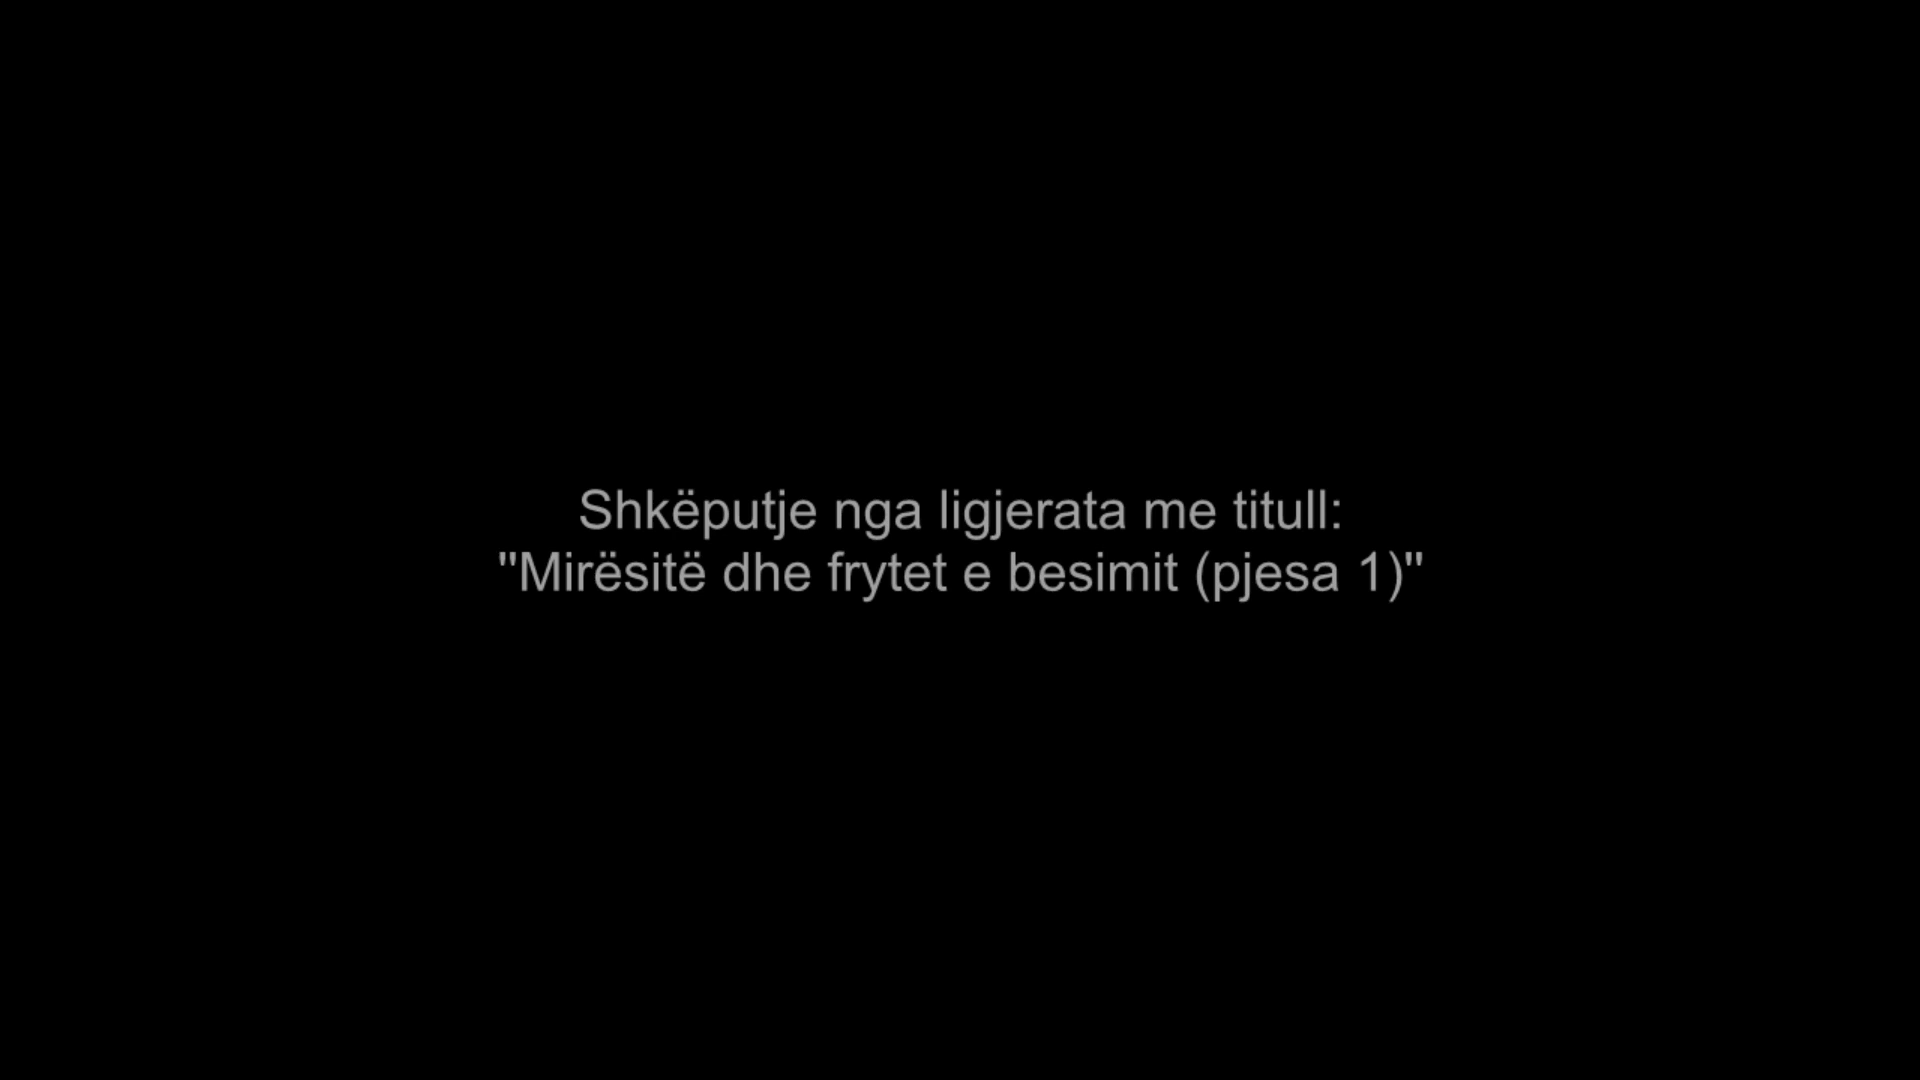 Shkëputje nga ligjerata me titull:
"Mirësitë dhe frytet e besimit (pjesa 1)"